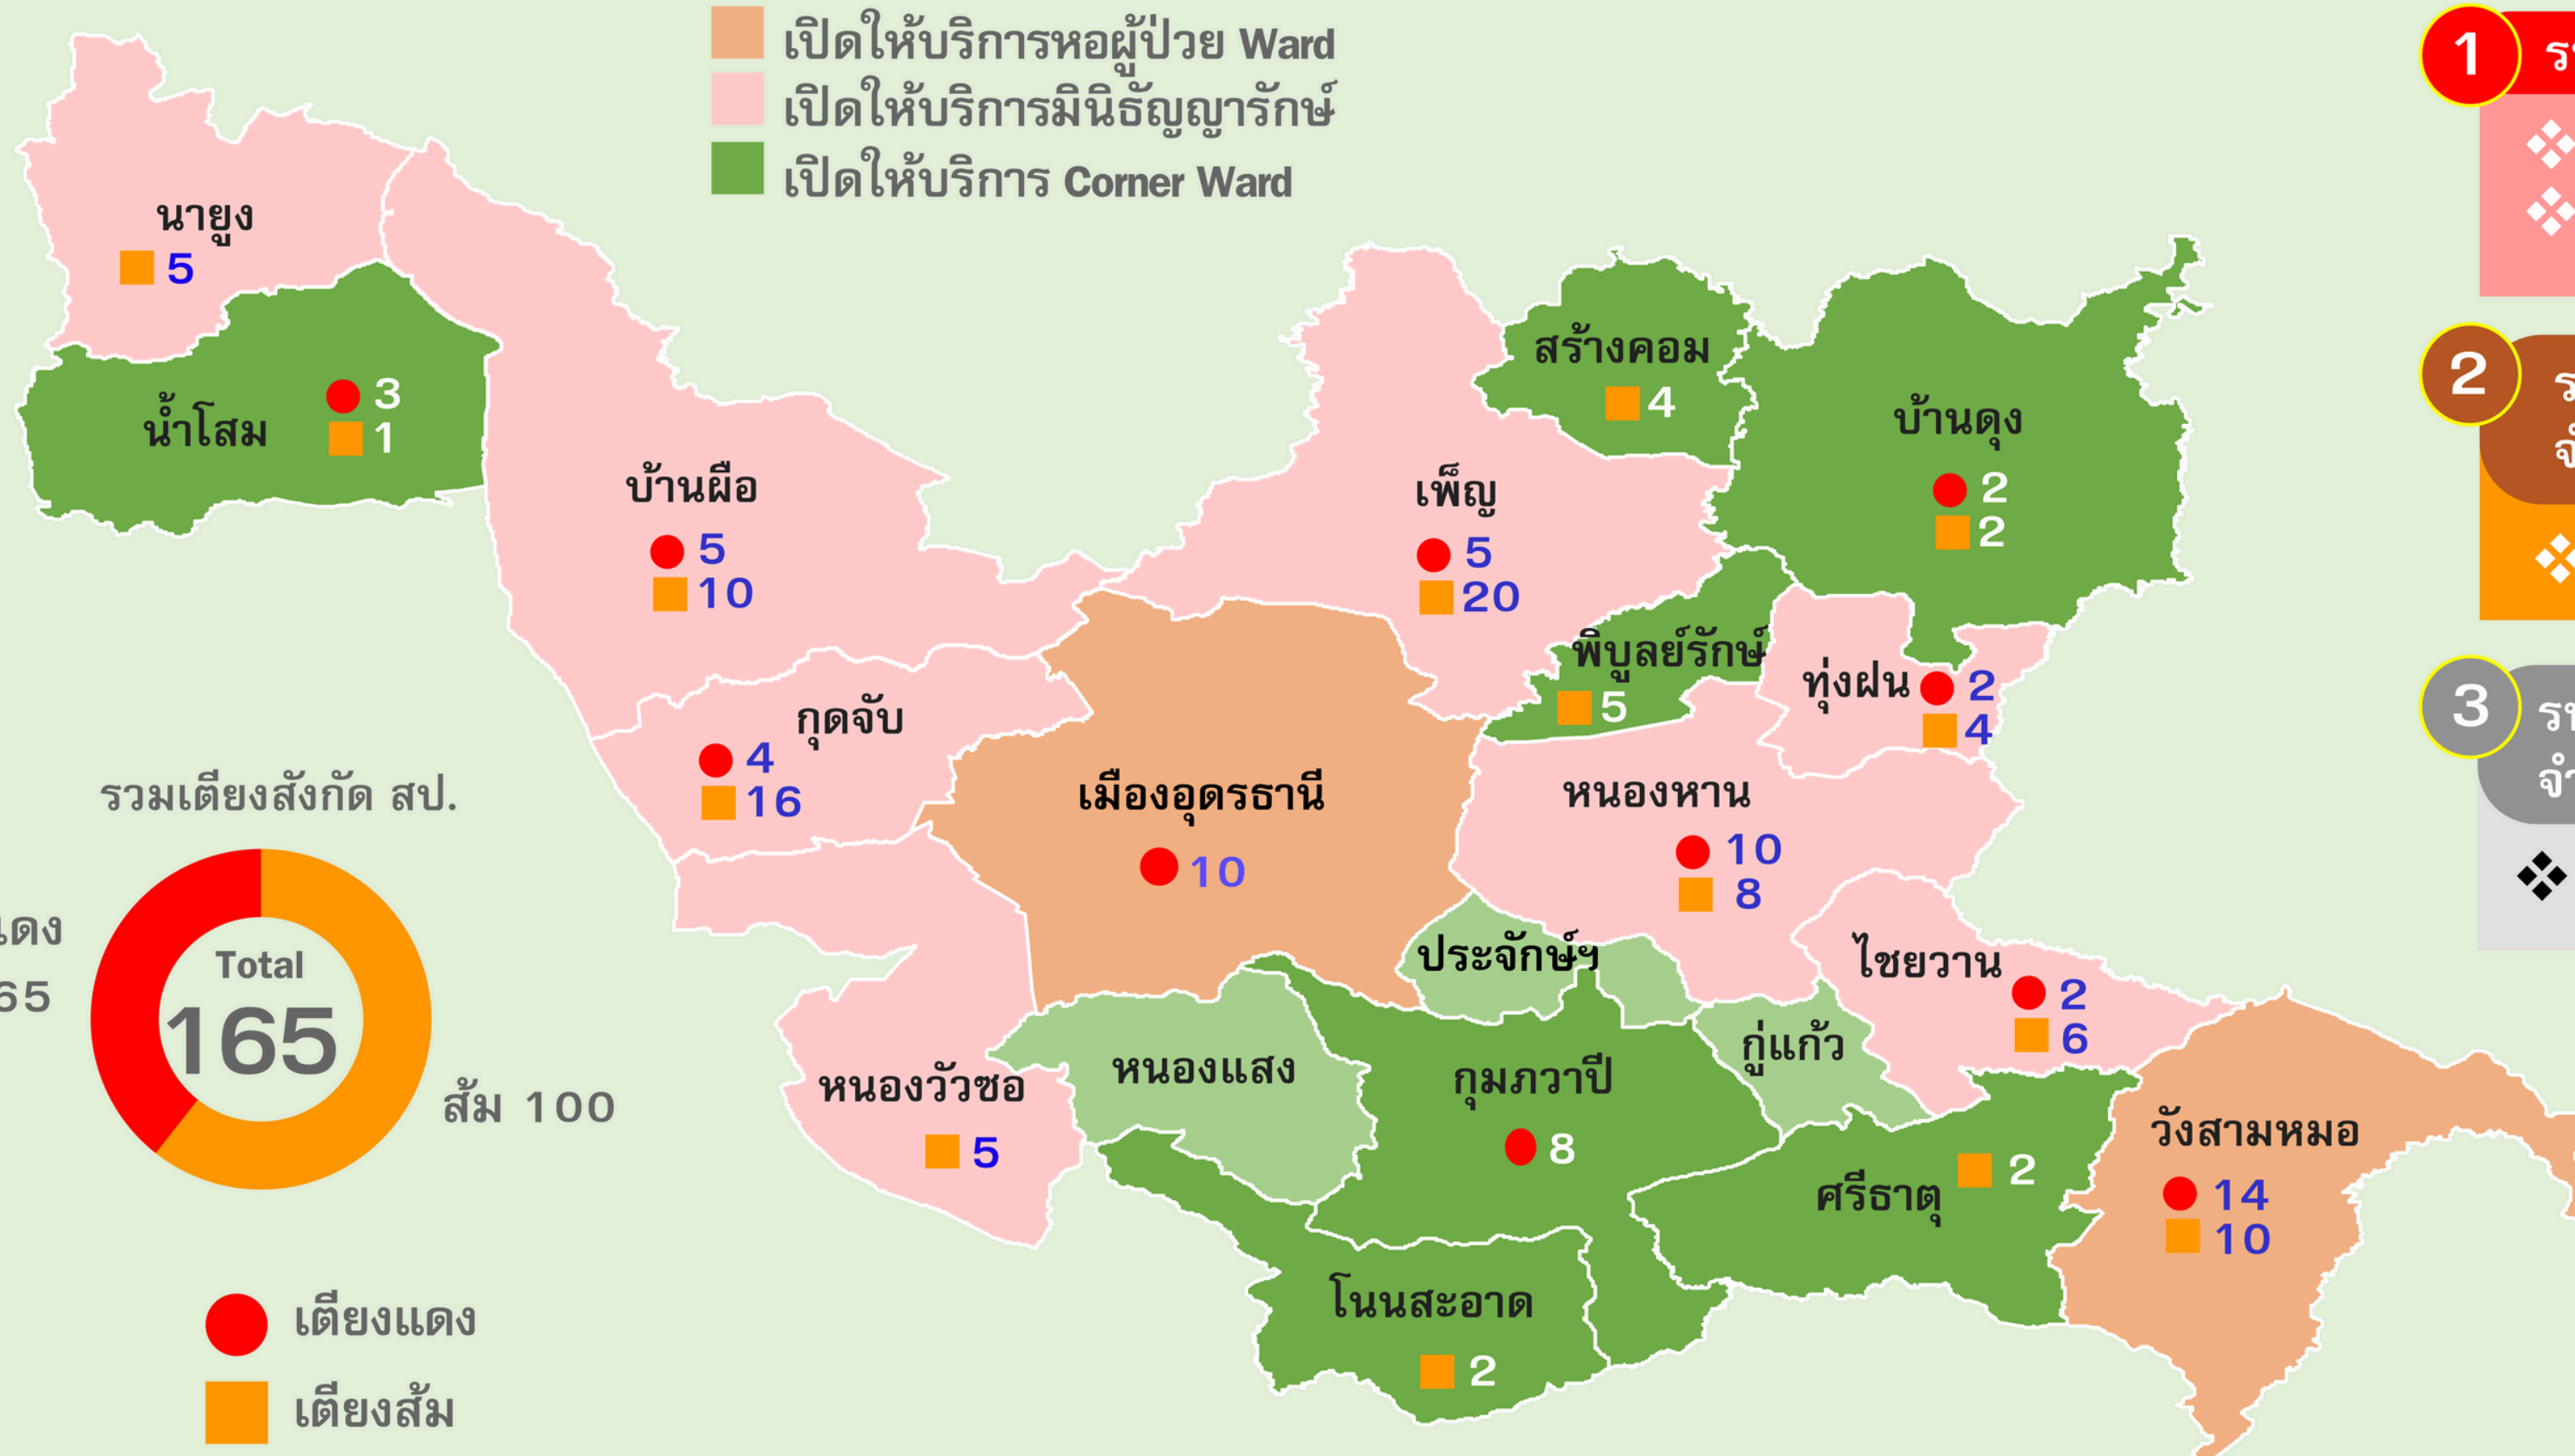 เปิดให้บริการหอผู้ป่วย Ward
เปิดให้บริการมินิธัญญารักษ์
เปิดให้บริการ Corner Ward
1
นายูง
5
น้ำโสม
3
1
บ้านผือ
5
10
เพ็ญ
5
20
สร้างคอม
4
บ้านดุง
2
2
2
พิบูลย์รักษ์
5
ทุ่งฝน
2
4
3
กุดจับ
4
16
เมืองอุดรธานี
10
หนองหาน
10
8
ประจักษ์ฯ
ไชยวาน
2
6
กู่แก้ว
หนองวัวซอ
5
หนองแสง
กุมภวาปี
8
ศรีธาตุ
2
วังสามหมอ
14
10
โนนสะอาด
2
รวมเตียงสังกัด สป.
Total
165
ส้ม 100
เตียงแดง
เตียงส้ม